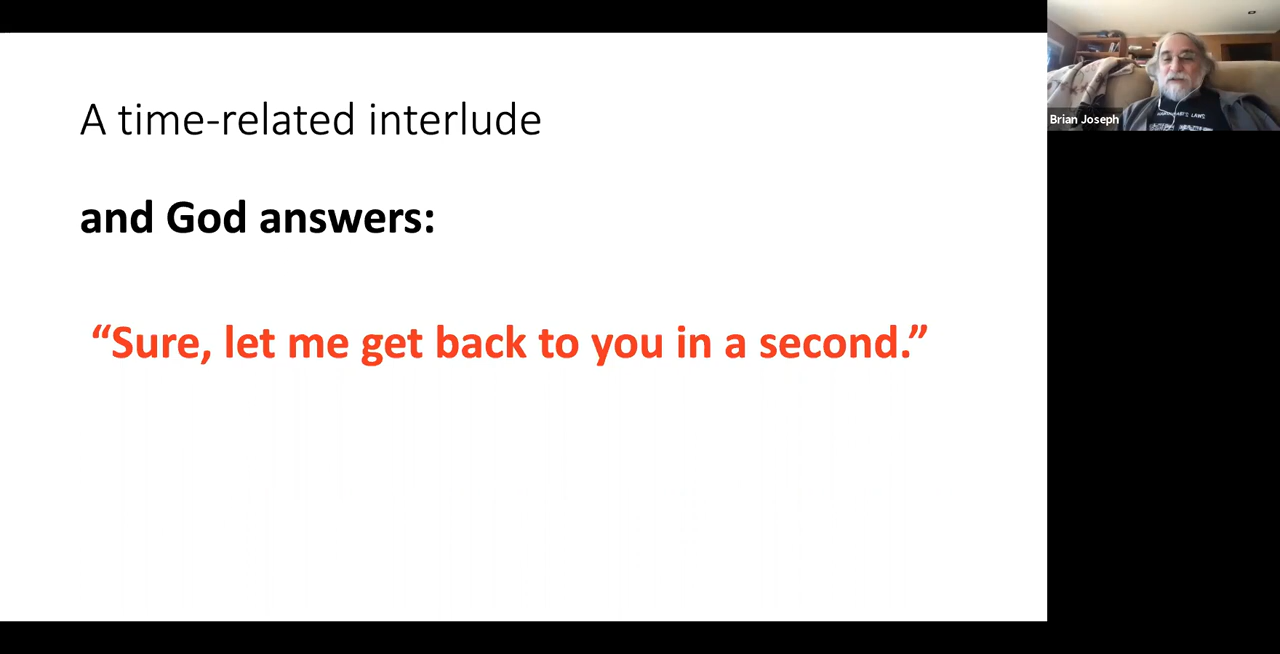 A time-related interlude
and God answers:
“Sure, let me get back to you in a second.”
Brian Joseph